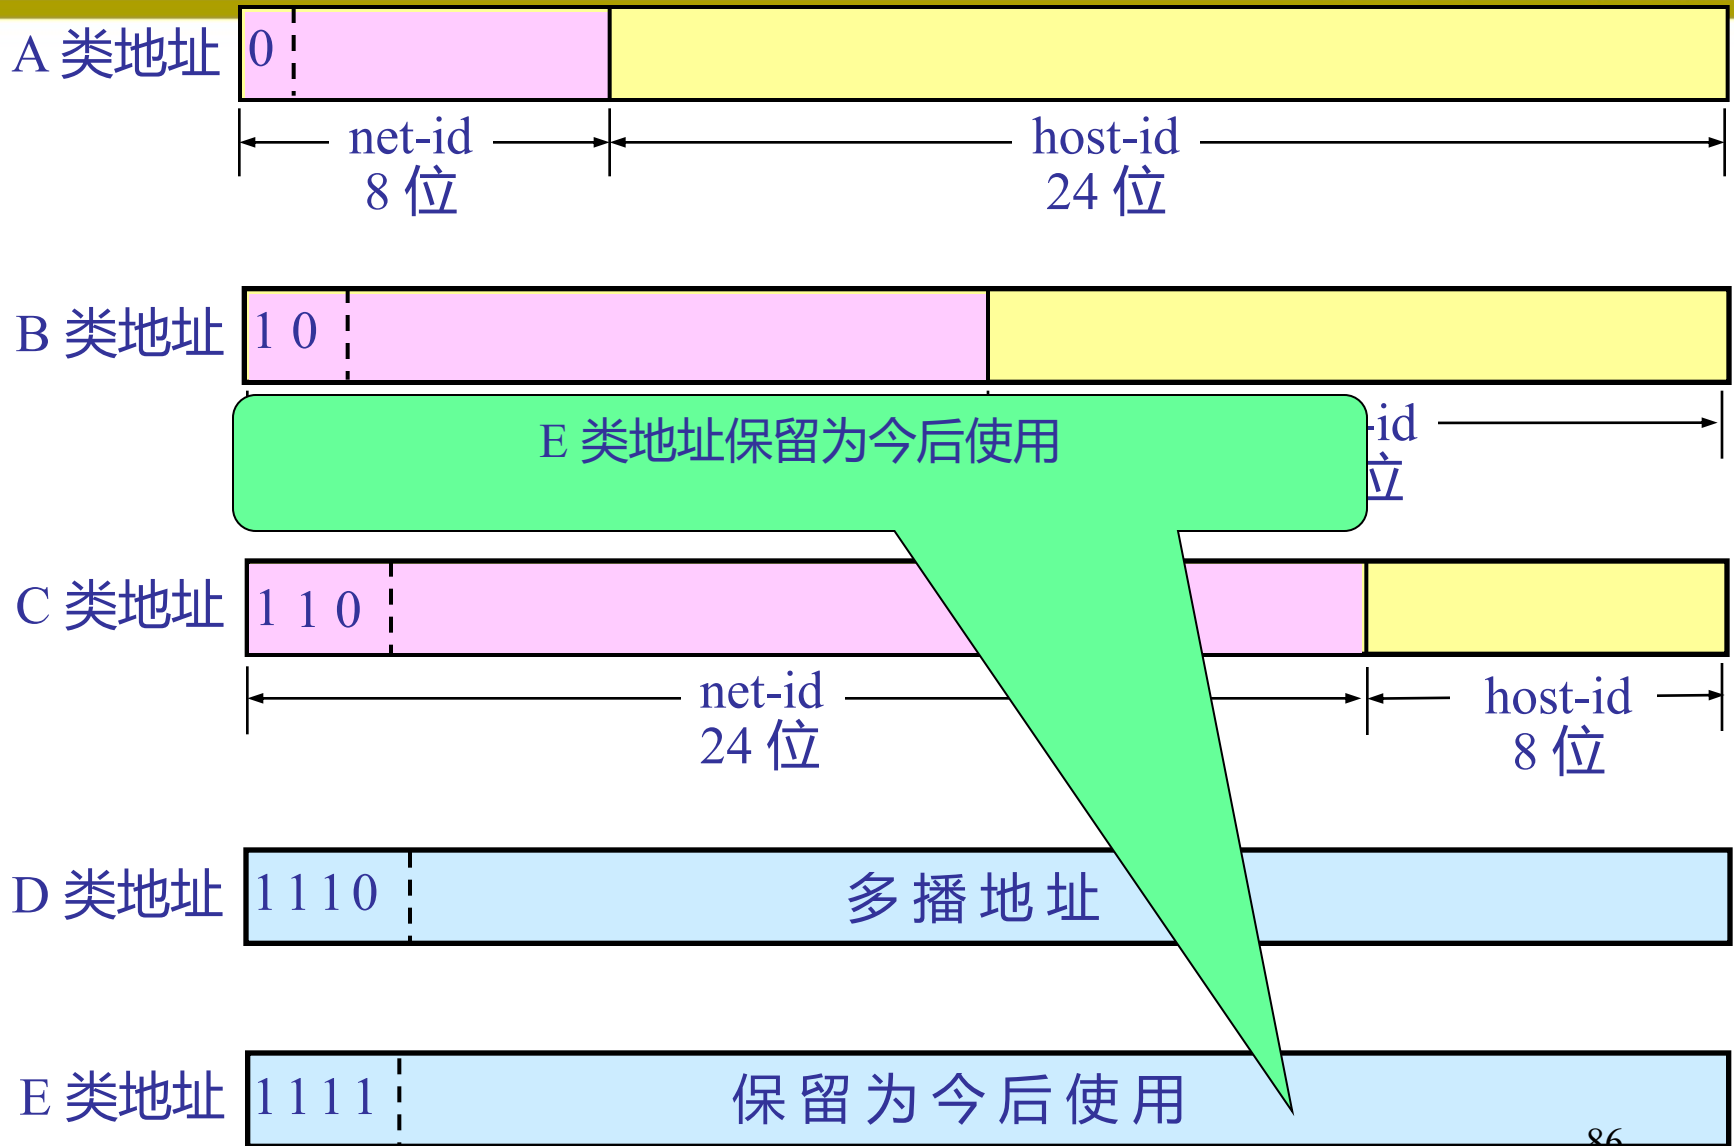 A 类地址 0
net-id host-id
8 位 24 位
B 类地址 1 0
E 类地址保留为今后使用 -id
位
C 类地址 1 1 0
net-id host-id
24 位 8 位
D 类地址 1 1 1 0 多 播 地 址
E 类地址 1 1 1 1 保 留 为 今 后 使 用
86